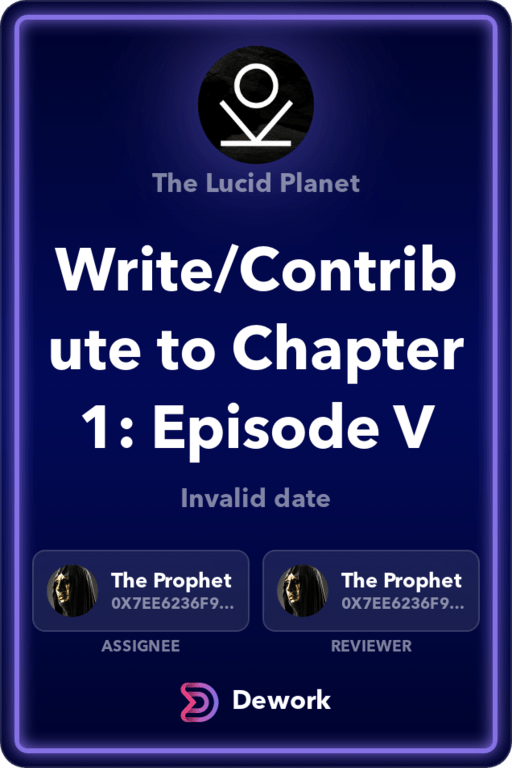 The Lucid Planet
Write/Contrib
ute to Chapter
1: Episode V
Invalid date
The Prophet
0X7EE6236F9...
The Prophet
0X7EE6236F9...
ASSIGNEE
REVIEWER
Dework